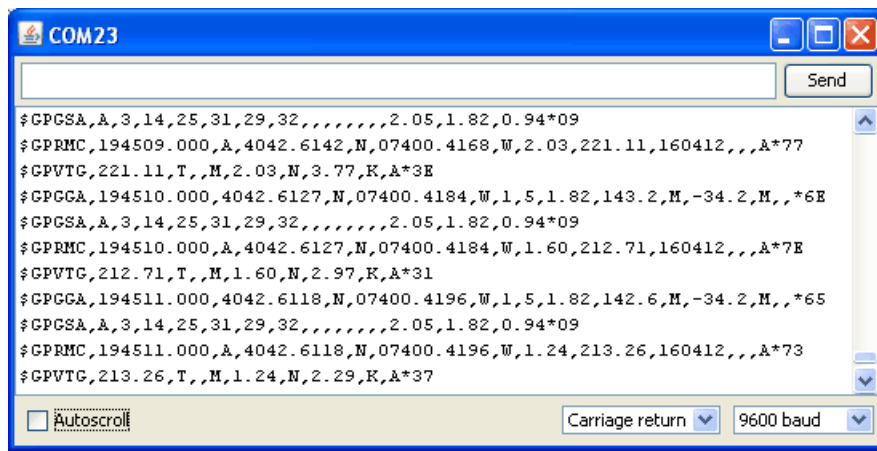 COM23
Send
$GPGSA,A,3,14,25,31,29,32,,,,,,,,2.05,1.82,0.94*09
$GPRMC,194509.000,A,4042.6142,N,07400.4168,W,2.03,221.11,160412,,,A*77
$GPVTG,221.11,T,,M,2.03,N,3.77,K,A*3E
$GPGGA,194510.000,4042.6127,N,07400.4184,W,1,5,1.82,143.2,M,-34.2,M,,*6E
$GPGSA,A,3,14,25,31,29,32,,,,,,,,2.05,1.82,0.94*09
$GPRMC,194510.000,A,4042.6127,N,07400.4184,W,1.60,212.71,160412,,,A*7E
$GPVTG,212.71,T,,M,1.60,N,2.97,K,A*31
$GPGGA,194511.000,4042.6118,N,07400.4196,W,1,5,1.82,142.6,M,-34.2,M,,*65
$GPGSA,A,3,14,25,31,29,32,,,,,,,,2.05,1.82,0.94*09
$GPRMC,194511.000,A,4042.6118,N,07400.4196,W,1.24,213.26,160412,,,A*73
$GPVTG,213.26,T,,M,1.24,N,2.29,K,A*37
Autoscroll Carriage return 9600 baud